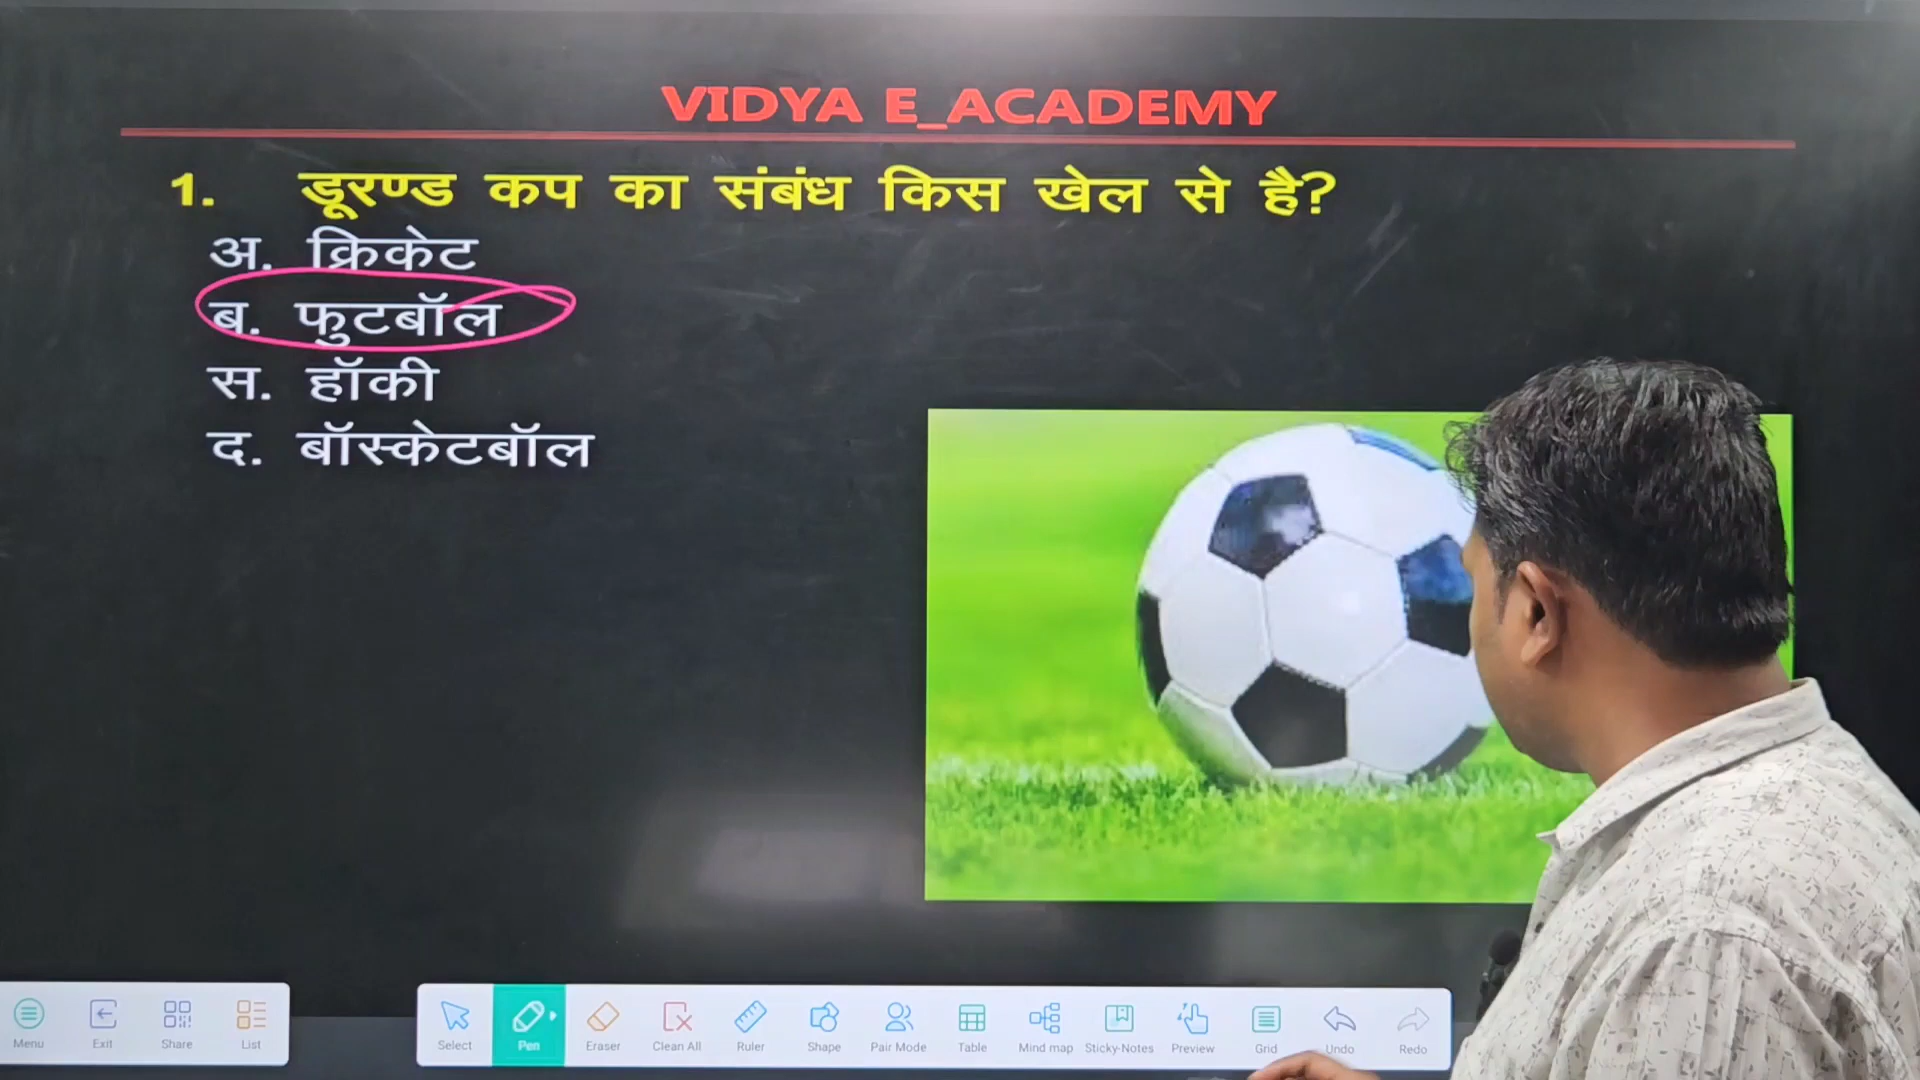 VIDYA E_ACADEMY
1. डूरण्ड कप का संबंध किस खेल से है?
अ. क्रिकेट
ब. फुटबॉल
स. हॉकी
द. बॉस्केटबॉल
Menu Exit Share List Select Pen Eraser Clean All Ruler Shape Pair Mode Table Mind map Sticky-Notes Preview Grid Undo Redo